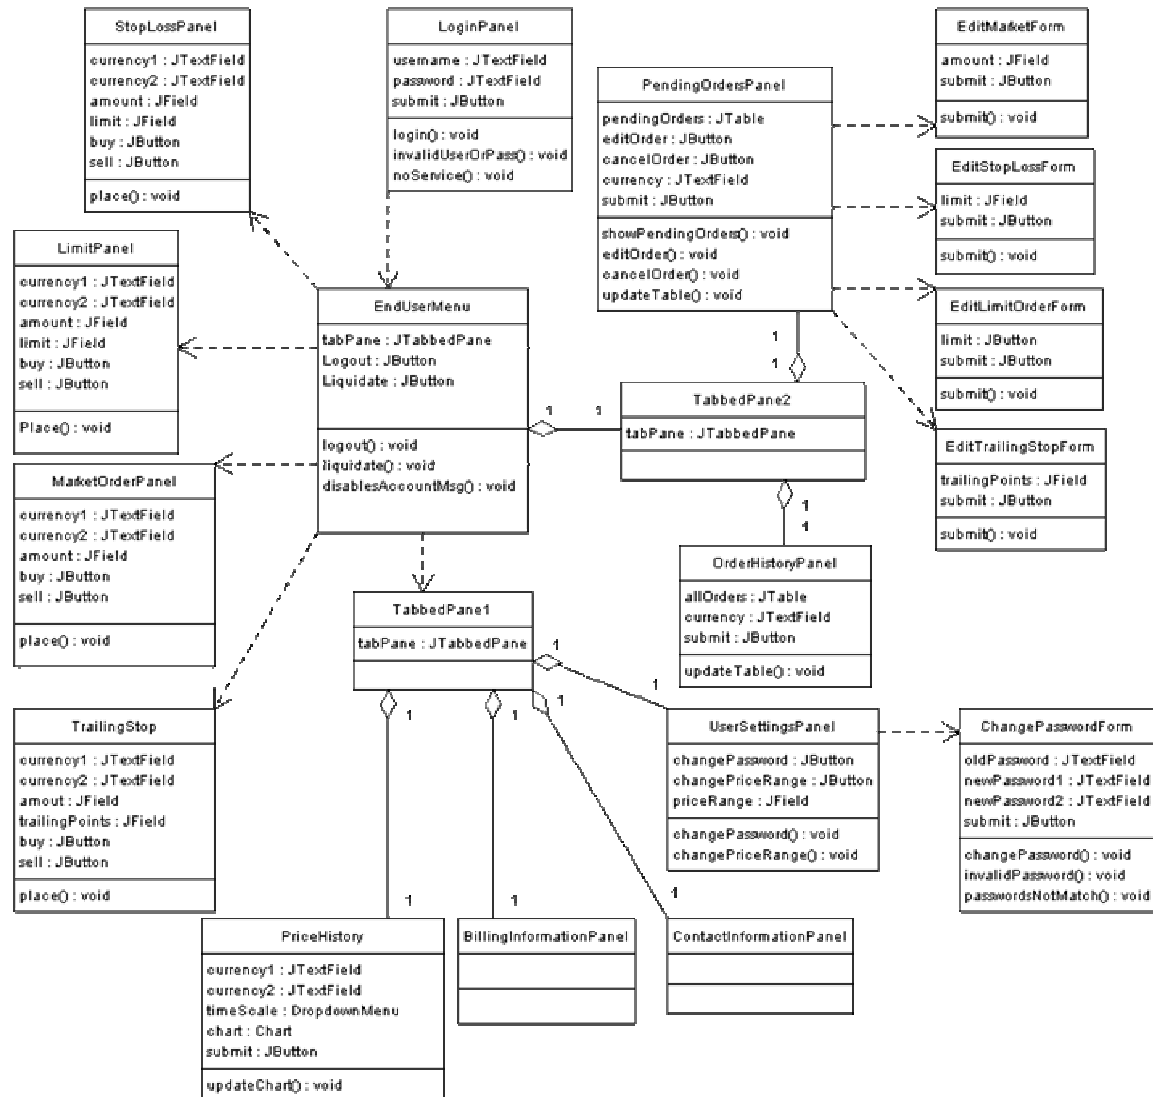 StopLossPanel
currency1 : JTextField
currency2 : JTextField
amount : JField
limit : JField
buy : JButton
sell : JButton
place() : void
LoginPanel
username : JTextField
password : JTextField
submit : JButton
login() : void
invalidUserOrPass() : void
noService() : void
PendingOrdersPanel
pendingOrders : JTable
editOrder : JButton
cancelOrder : JButton
currency : JTextField
submit : JButton
showPendingOrders() : void
editOrder() : void
cancelOrder() : void
updateTable() : void
EditMarketForm
amount : JField
submit : JButton
submit() : void
EditStopLossForm
limit : JField
submit : JButton
submit() : void
EditLimitOrderForm
limit : JButton
submit : JButton
submit() : void
EditTrailingStopForm
trailingPoints : JField
submit : JButton
submit() : void
LimitPanel
currency1 : JTextField
currency2 : JTextField
amount : JField
limit : JField
buy : JButton
sell : JButton
Place() : void
EndUserMenu
tabPane : JTabbedPane
Logout : JButton
Liquidate : JButton
logout() : void
liquidate() : void
disablesAccountMsg() : void
1
1
1
1
TabbedPane2
tabPane : JTabbedPane
1
1
MarketOrderPanel
currency1 : JTextField
currency2 : JTextField
amount : JField
buy : JButton
sell : JButton
place() : void
OrderHistoryPanel
allOrders : JTable
currency : JTextField
submit : JButton
updateTable() : void
TabbedPane1
tabPane : JTabbedPane
1
1
1
1
1
1
1
1
TrailingStop
currency1 : JTextField
currency2 : JTextField
amout : JField
trailingPoints : JField
buy : JButton
sell : JButton
place() : void
UserSettingsPanel
changePassword : JButton
changePriceRange : JButton
priceRange : JField
changePassword() : void
changePriceRange() : void
ChangePasswordForm
oldPassword : JTextField
newPassword1 : JTextField
newPassword2 : JTextField
submit : JButton
changePassword() : void
invalidPassword() : void
passwordsNotMatch() : void
PriceHistory
currency1 : JTextField
currency2 : JTextField
timeScale : DropdownMenu
chart : Chart
submit : JButton
updateChart() : void
BillingInformationPanel
ContactInformationPanel